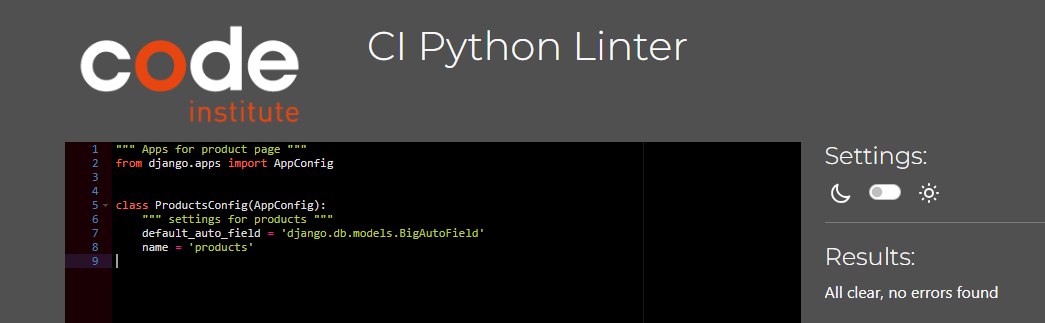 code
institute
CI Python Linter
1 """ Apps for product page """
2 from django.apps import AppConfig
3
4
5 class ProductsConfig(AppConfig):
6     """ settings for products """
7     default_auto_field = 'django.db.models.BigAutoField'
8     name = 'products'
9
Settings:
Results:
All clear, no errors found